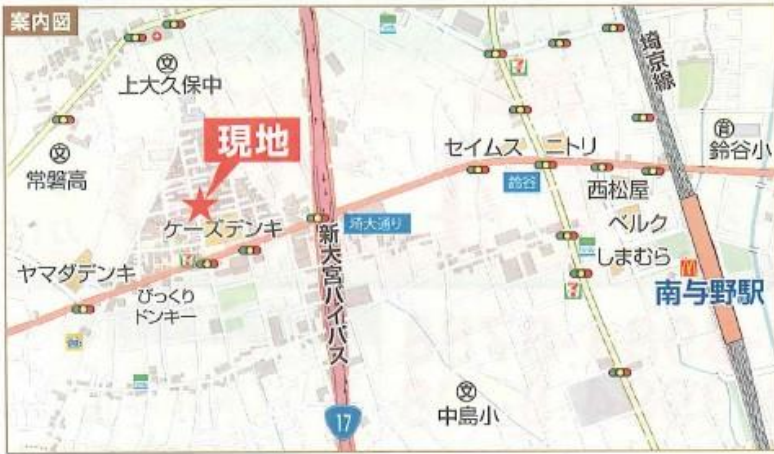 案内図
上大久保中
常磐高
現地
ケーズデンキ
ヤマダデンキ
びっくり
ドンキー
埼大通り
新大宮バイパス
17
セイムス
ニトリ
鈴谷
西松屋
ベルク
しまむら
埼京線
鈴谷小
南与野駅
中島小